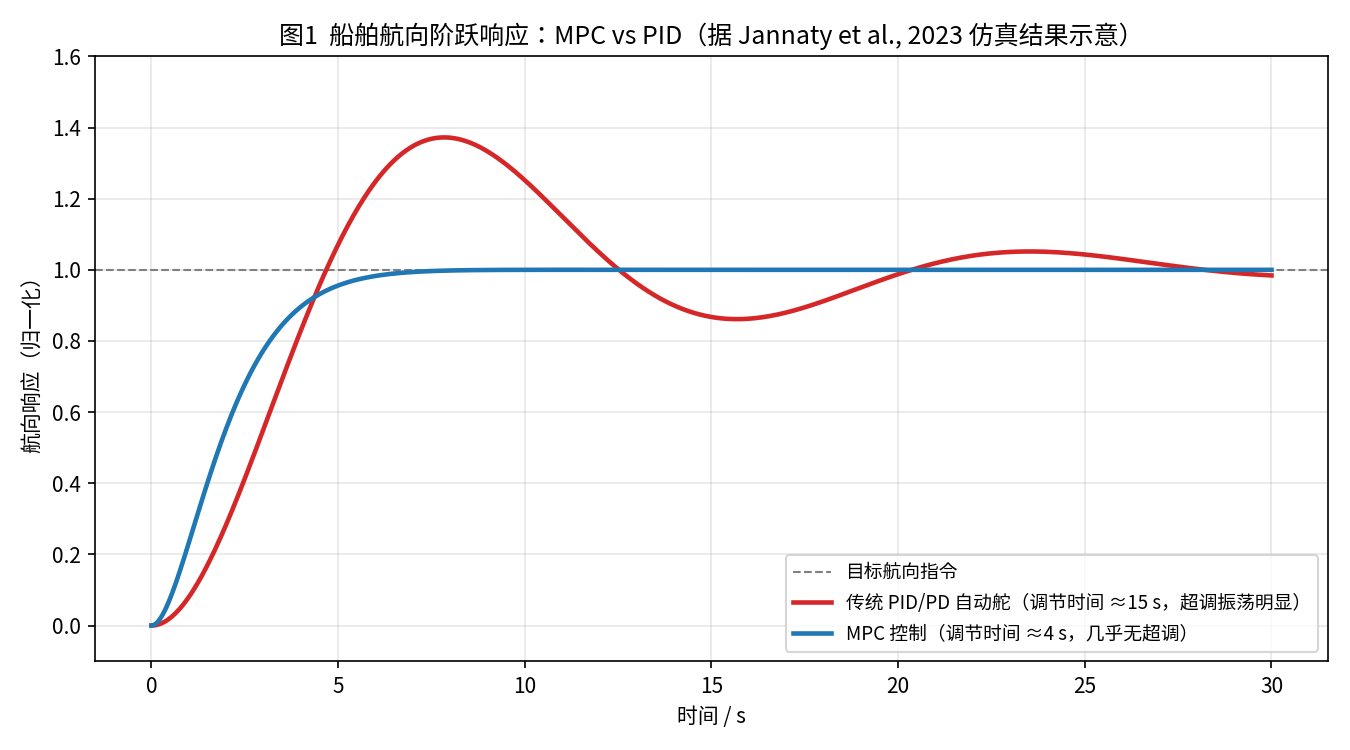 图1 船舶航向阶跃响应：MPC vs PID（据 Jannaty et al., 2023 仿真结果示意）
1.6
1.4
1.2
1.0
0.8
0.6
0.4
0.2
0.0
航向响应（归一化）
目标航向指令
传统 PID/PD 自动舵（调节时间 ≈15 s，超调振荡明显）
MPC 控制（调节时间 ≈4 s，几乎无超调）
0 5 10 15 20 25 30
时间 / s